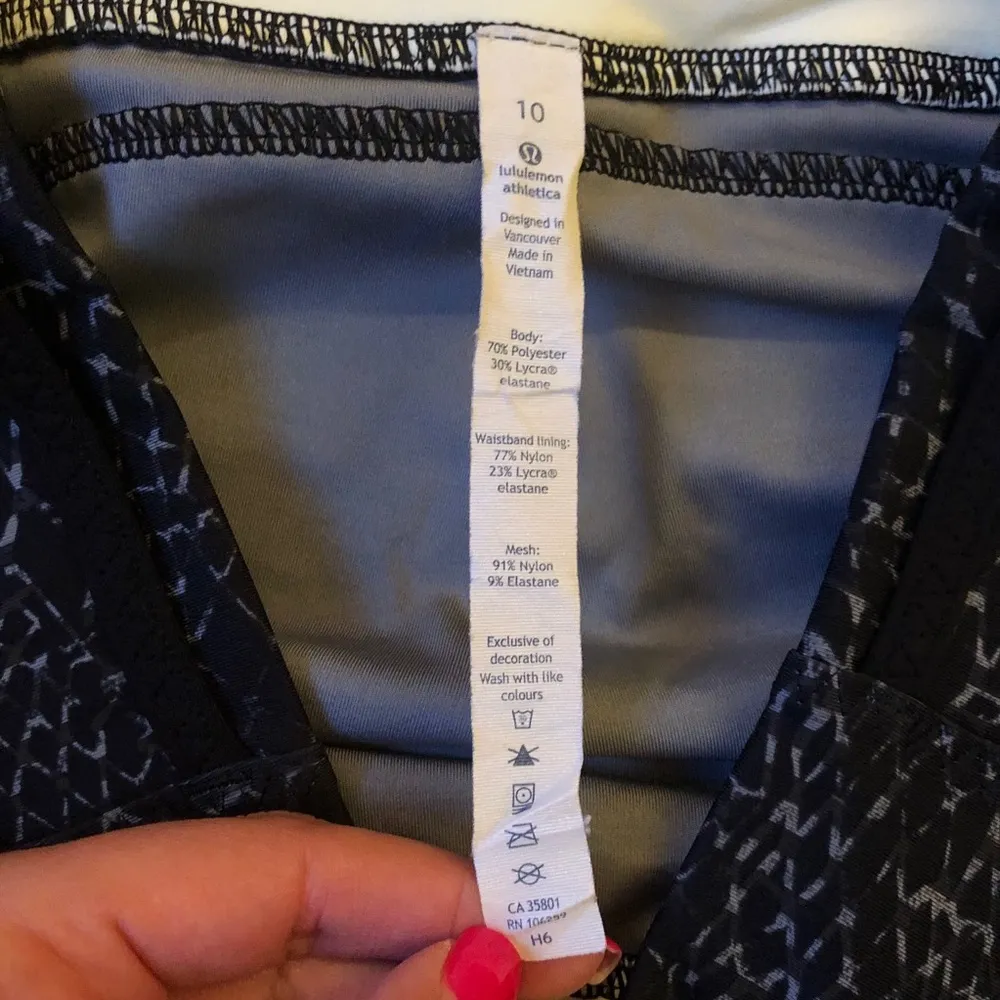 10
lululemon
athletica
Designed in
Vancouver
Made in
Vietnam
Body:
70% Polyester
30% Lycra®
elastane
Waistband lining:
77% Nylon
23% Lycra®
elastane
Mesh:
91% Nylon
9% Elastane
Exclusive of
decoration
Wash with like
colours
CA 35801
RN
H6